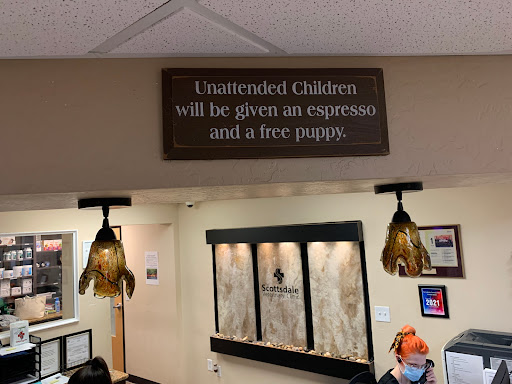 Unattended Children
will be given an espresso
and a free puppy.
Scottsdale
2021